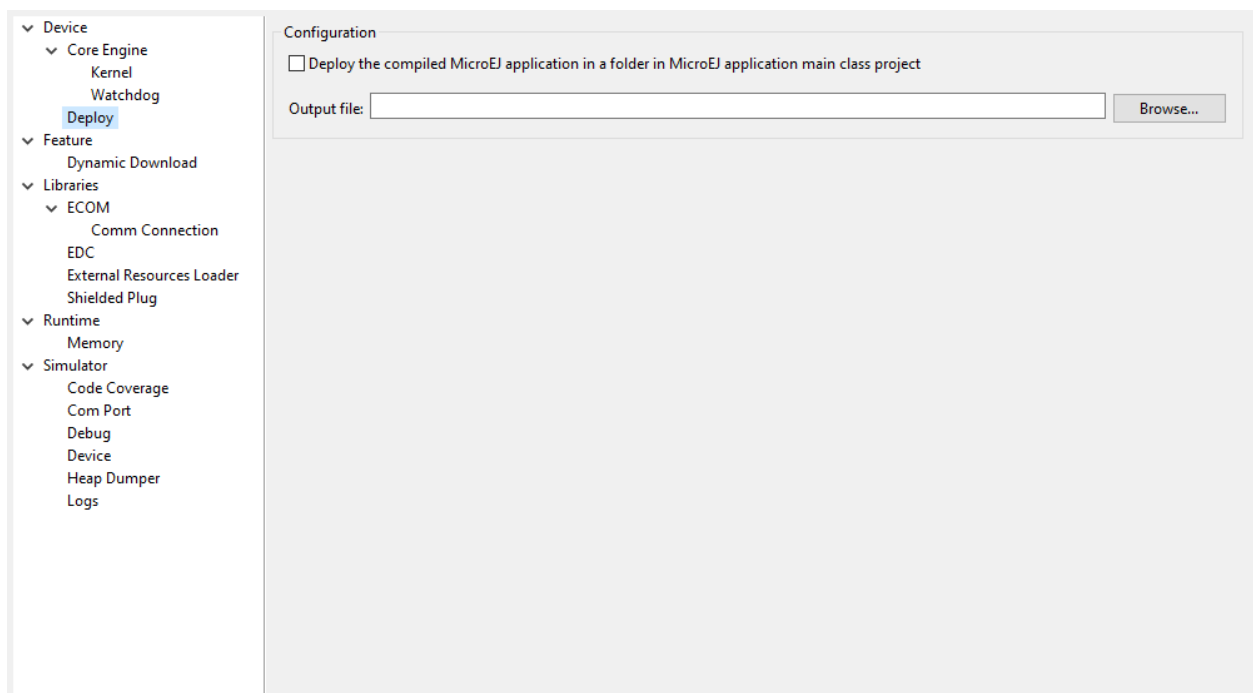 Device
Core Engine
Kernel
Watchdog
Deploy
Feature
Dynamic Download
Libraries
ECOM
Comm Connection
EDC
External Resources Loader
Shielded Plug
Runtime
Memory
Simulator
Code Coverage
Com Port
Debug
Device
Heap Dumper
Logs
Configuration
Deploy the compiled MicroEJ application in a folder in MicroEJ application main class project
Output file:
Browse...